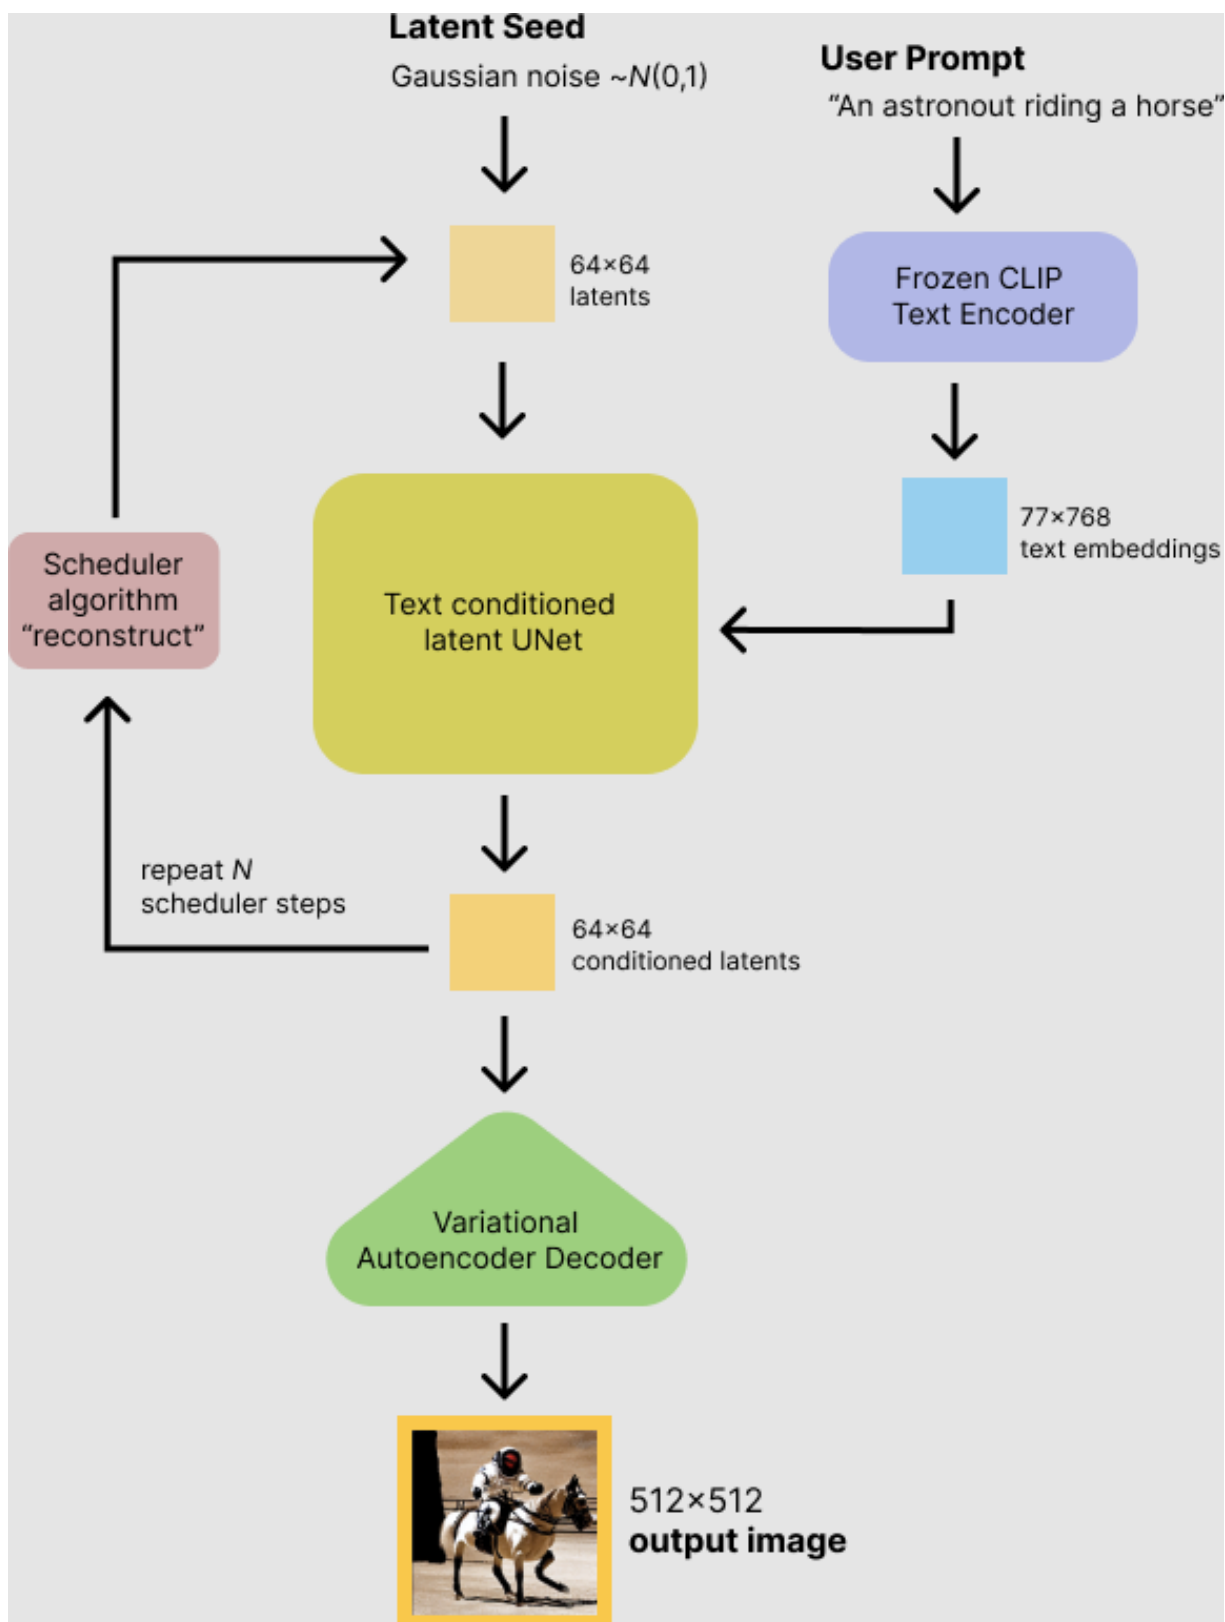 Latent Seed
Gaussian noise ~N(0,1)
User Prompt
“An astronout riding a horse”
64×64
latents
Frozen CLIP
Text Encoder
77×768
text embeddings
Scheduler
algorithm
“reconstruct”
Text conditioned
latent UNet
repeat N
scheduler steps
64×64
conditioned latents
Variational
Autoencoder Decoder
512×512
output image